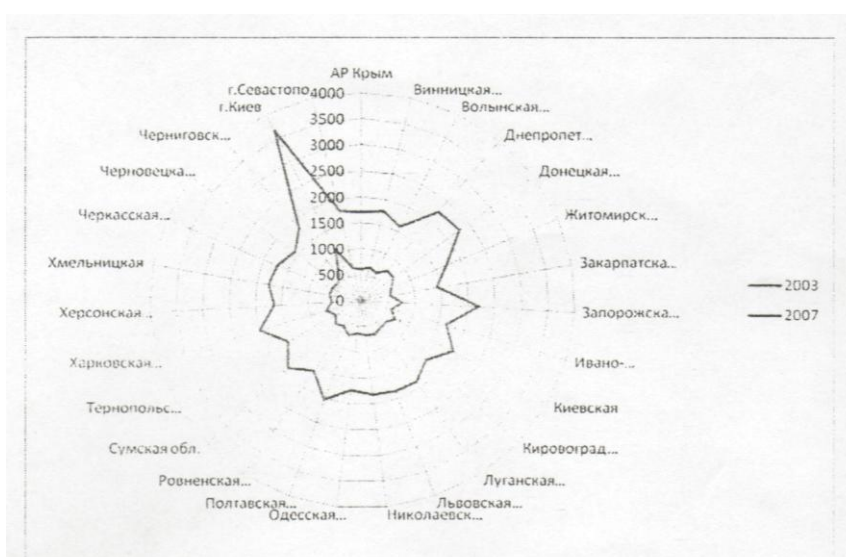 АР Крым
Винницкая...
Волынская...
Днепропет...
Донецкая...
Житомирск...
Закарпатска...
Запорожска...
Ивано-...
Киевская
Кировоград...
Луганская...
Львовская...
Николаевск...
Одесская...
Полтавская...
Ровненская...
Сумская обл.
Тернопольс...
Харковская...
Херсонская...
Хмельницкая
Черкасская...
Черновецка...
Черниговск...
г.Киев
г.Севастопо
4000
3500
3000
2500
2000
1500
1000
500
0
2003
2007